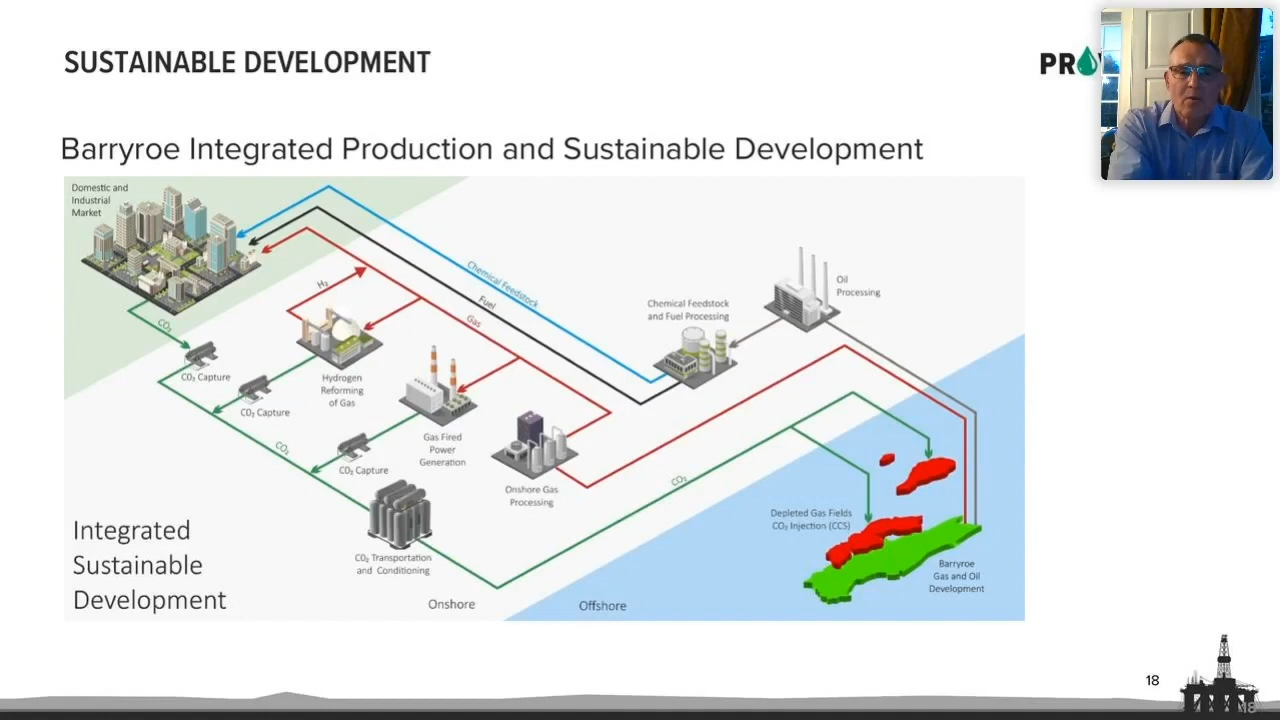 SUSTAINABLE DEVELOPMENT
PR
Barryroe Integrated Production and Sustainable Development
Domestic and
Industrial
Market
Chemical Feedstock
Fuel
Gas
H₂
CO₂
CO₂ Capture
CO₂ Capture
CO₂ Capture
CO₂
Hydrogen
Reforming
of Gas
Gas Fired
Power
Generation
Onshore Gas
Processing
Chemical Feedstock
and Fuel Processing
Oil
Processing
CO₂
CO₂ Transportation
and Conditioning
Depleted Gas Fields
CO₂ Injection (CCS)
Barryroe
Gas and Oil
Development
Integrated
Sustainable
Development
Onshore
Offshore
18
18